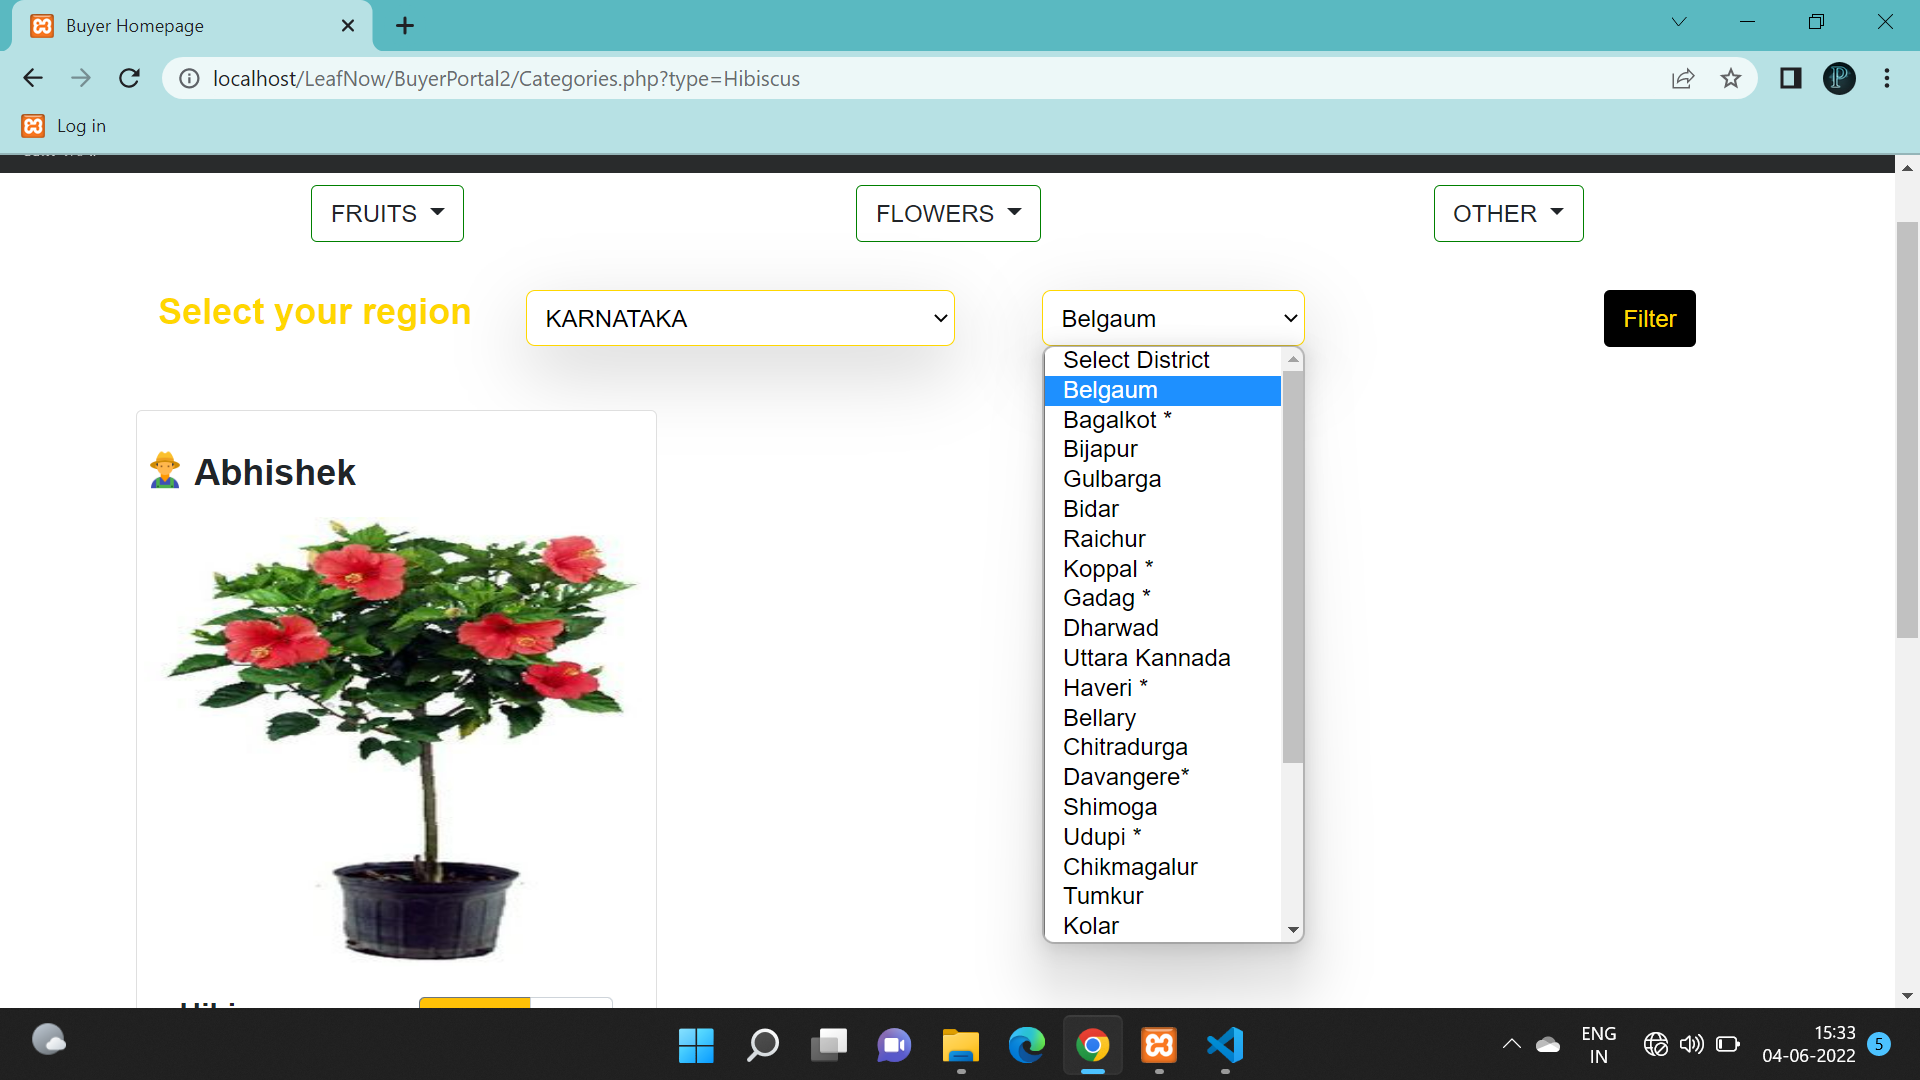 Buyer Homepage
localhost/LeafNow/BuyerPortal2/Categories.php?type=Hibiscus
Log in
FRUITS
FLOWERS
OTHER
Select your region
KARNATAKA
Belgaum
Filter
Select District
Belgaum
Bagalkot *
Bijapur
Gulbarga
Bidar
Raichur
Koppal *
Gadag *
Dharwad
Uttara Kannada
Haveri *
Bellary
Chitradurga
Davangere*
Shimoga
Udupi *
Chikmagalur
Tumkur
Kolar
Abhishek
ENG
IN
15:33
04-06-2022
5